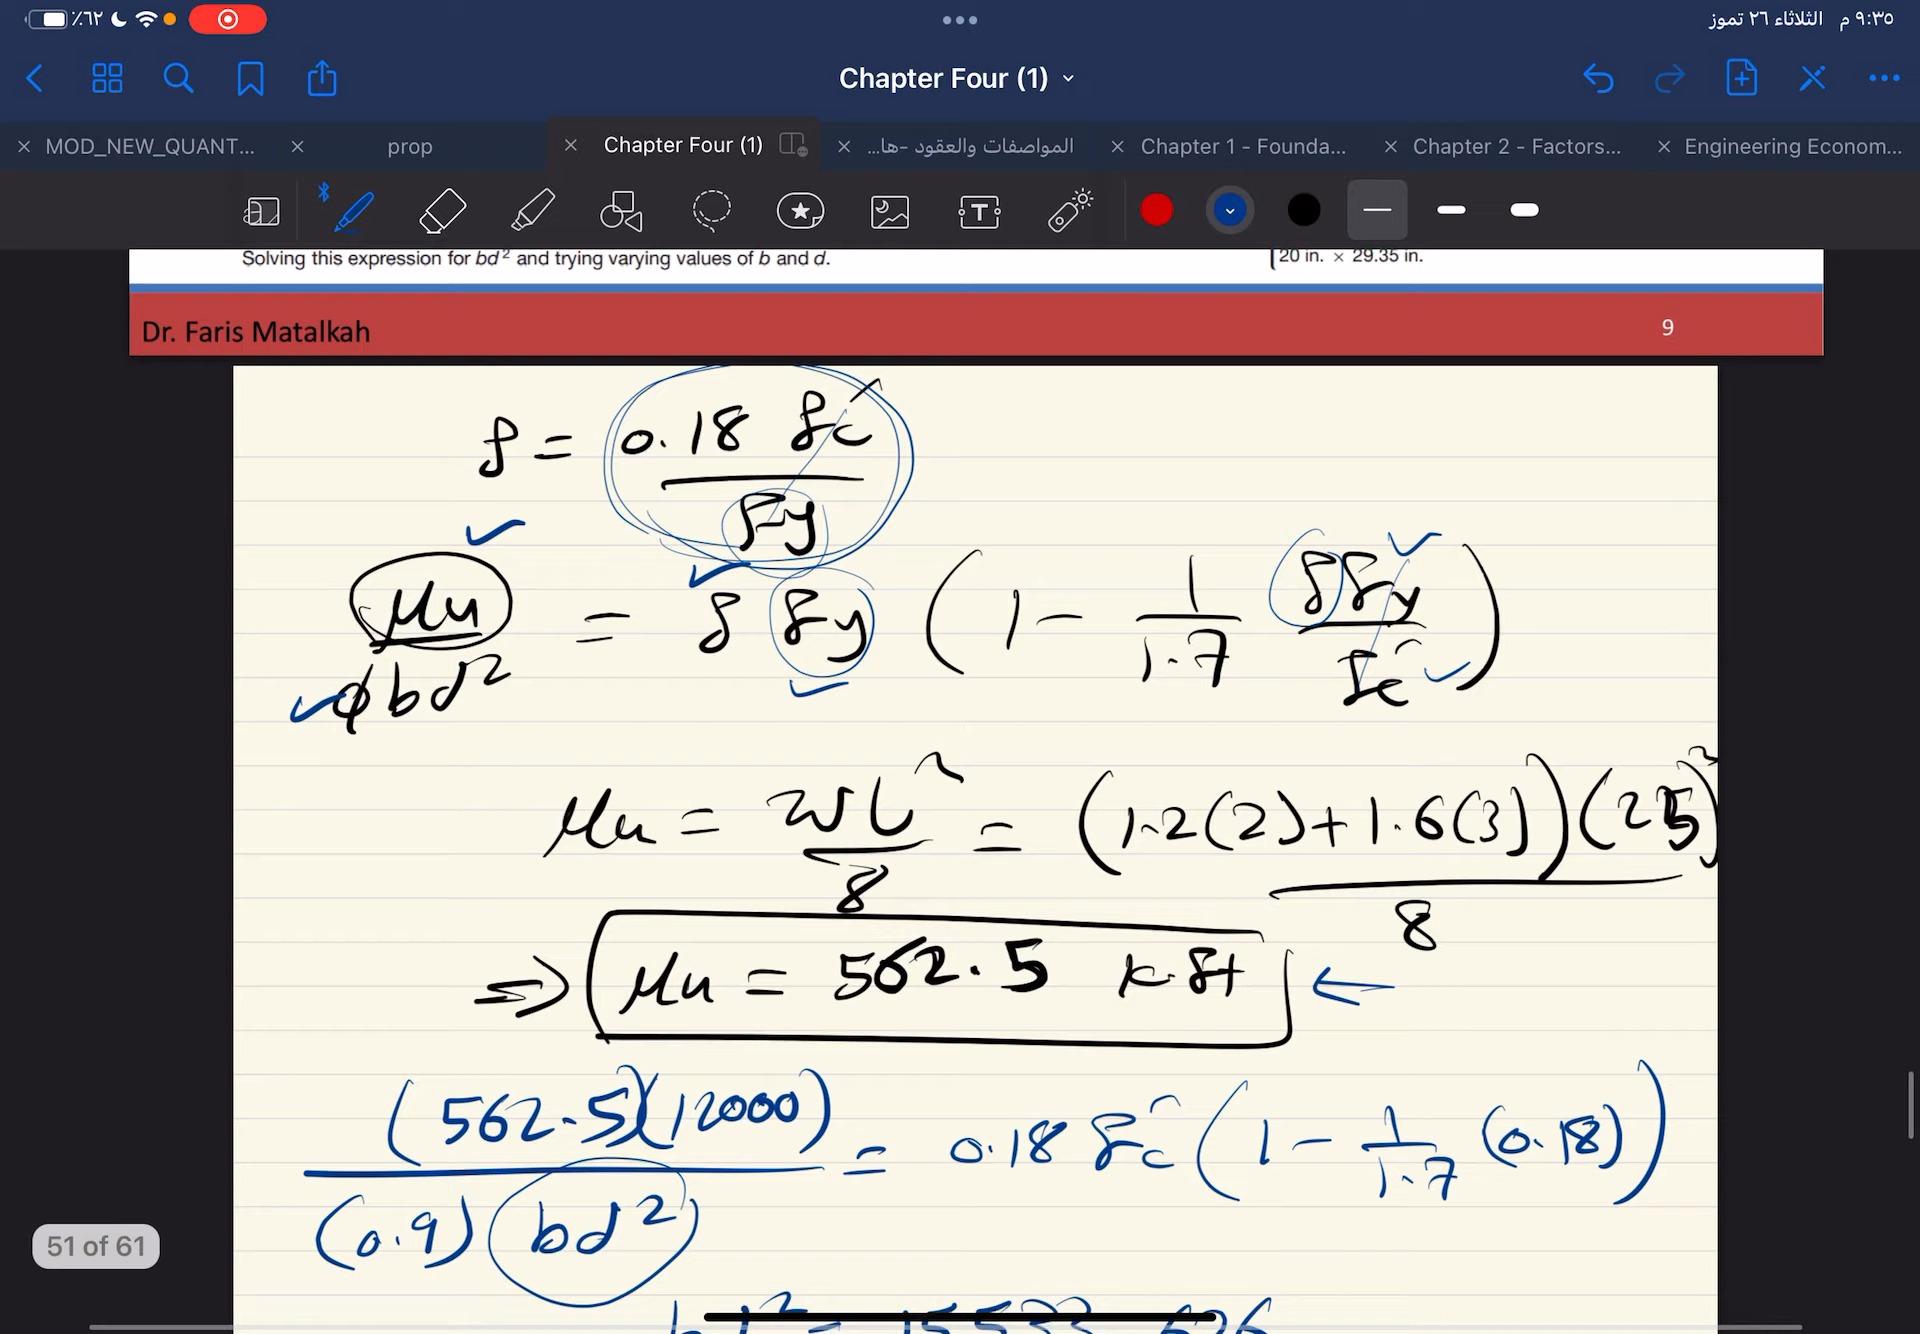 ٪٦٢
٩:٣٥ م الثلاثاء ٢٦ تموز
Chapter Four (1)
MOD_NEW_QUANT...
prop
Chapter Four (1)
المواصفات والعقود -ها...
Chapter 1 - Founda...
Chapter 2 - Factors...
Engineering Econom...
Solving this expression for bd² and trying varying values of b and d.
20 in. × 29.35 in.
Dr. Faris Matalkah
9
ρ = 0.18 fc' / Fy
Mu / φbd² = ρ fy (1 - 1/1.7 ρfy/fc')
Mu = wL²/8 = (1.2(2)+1.6(3))(25)²/8
⇒ Mu = 562.5 k.ft ←
(562.5)(12000) / (0.9)(bd²) = 0.18 fc' (1 - 1/1.7 (0.18))
51 of 61